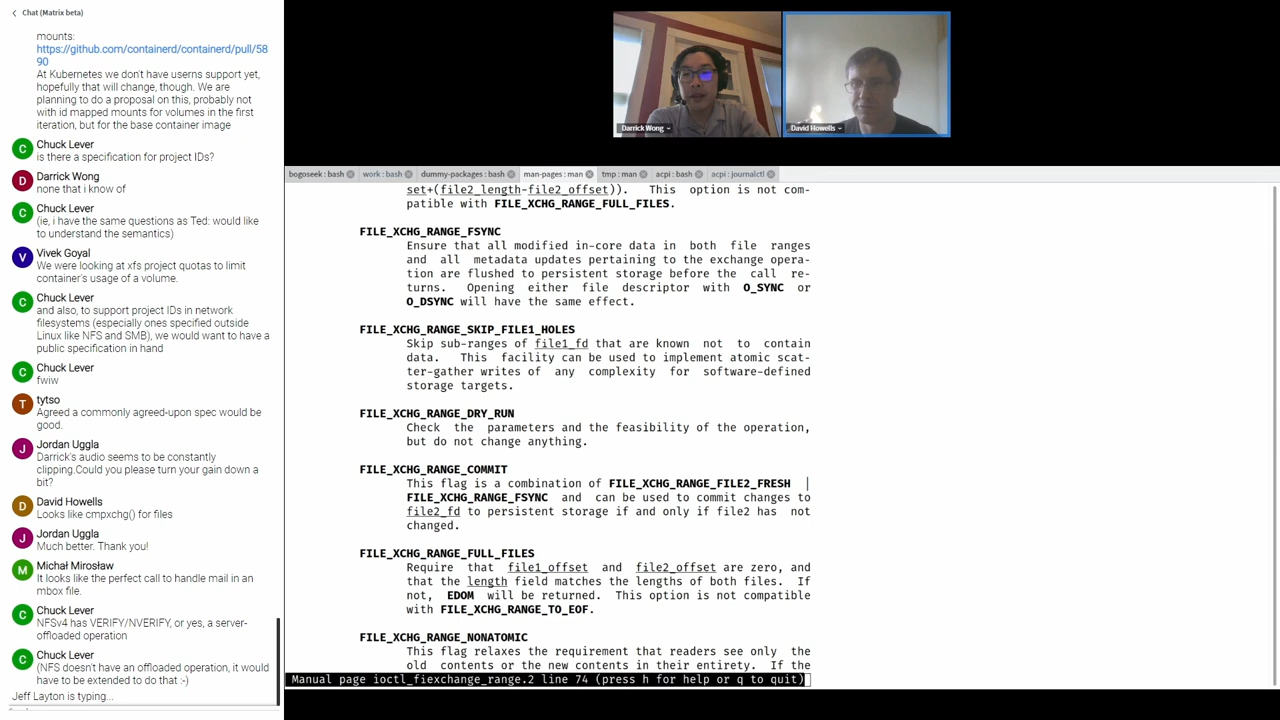 Chat (Matrix beta)
mounts:
https://github.com/containerd/containerd/pull/58
90
At Kubernetes we don't have userns support yet,
hopefully that will change, though. We are
planning to do a proposal on this, probably not
with id mapped mounts for volumes in the first
iteration, but for the base container image
C
Chuck Lever
is there a specification for project IDs?
D
Darrick Wong
none that i know of
C
Chuck Lever
(ie, i have the same questions as Ted: would like
to understand the semantics)
V
Vivek Goyal
We were looking at xfs project quotas to limit
container's usage of a volume.
C
Chuck Lever
and also, to support project IDs in network
filesystems (especially ones specified outside
Linux like NFS and SMB), we would want to have a
public specification in hand
C
Chuck Lever
fwiw
T
tytso
Agreed a commonly agreed-upon spec would be
good.
J
Jordan Uggla
Darrick's audio seems to be constantly
clipping.Could you please turn your gain down a
bit?
D
David Howells
Looks like cmpxchg() for files
J
Jordan Uggla
Much better. Thank you!
M
Michał Mirosław
It looks like the perfect call to handle mail in an
mbox file.
C
Chuck Lever
NFSv4 has VERIFY/NVERIFY, or yes, a server-
offloaded operation
C
Chuck Lever
(NFS doesn't have an offloaded operation, it would
have to be extended to do that :-)
Jeff Layton is typing...
Darrick Wong
David Howells
bogoseek : bash
work : bash
dummy-packages : bash
man-pages : man
tmp : man
acpi : bash
acpi : journalctl
set+(file2_length-file2_offset)). This option is not com-
patible with FILE_XCHG_RANGE_FULL_FILES.
FILE_XCHG_RANGE_FSYNC
Ensure that all modified in-core data in both file ranges
and all metadata updates pertaining to the exchange opera-
tion are flushed to persistent storage before the call re-
turns. Opening either file descriptor with O_SYNC or
O_DSYNC will have the same effect.
FILE_XCHG_RANGE_SKIP_FILE1_HOLES
Skip sub-ranges of file1_fd that are known not to contain
data. This facility can be used to implement atomic scat-
ter-gather writes of any complexity for software-defined
storage targets.
FILE_XCHG_RANGE_DRY_RUN
Check the parameters and the feasibility of the operation,
but do not change anything.
FILE_XCHG_RANGE_COMMIT
This flag is a combination of FILE_XCHG_RANGE_FILE2_FRESH |
FILE_XCHG_RANGE_FSYNC and can be used to commit changes to
file2_fd to persistent storage if and only if file2 has not
changed.
FILE_XCHG_RANGE_FULL_FILES
Require that file1_offset and file2_offset are zero, and
that the length field matches the lengths of both files. If
not, EDOM will be returned. This option is not compatible
with FILE_XCHG_RANGE_TO_EOF.
FILE_XCHG_RANGE_NONATOMIC
This flag relaxes the requirement that readers see only the
old contents or the new contents in their entirety. If the
Manual page ioctl_fiexchange_range.2 line 74 (press h for help or q to quit)